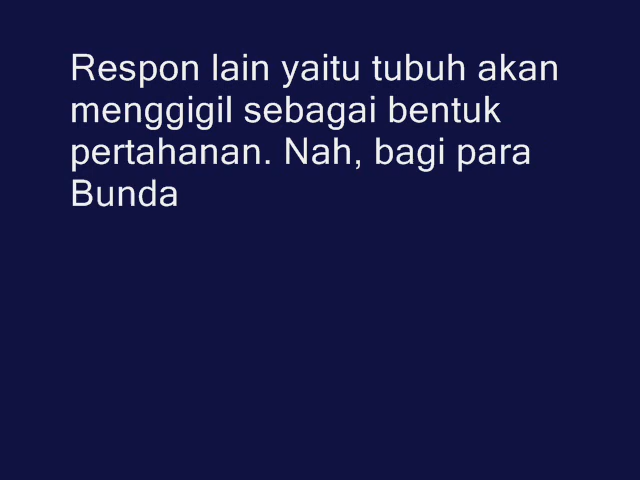 Respon lain yaitu tubuh akan
menggigil sebagai bentuk
pertahanan. Nah, bagi para
Bunda